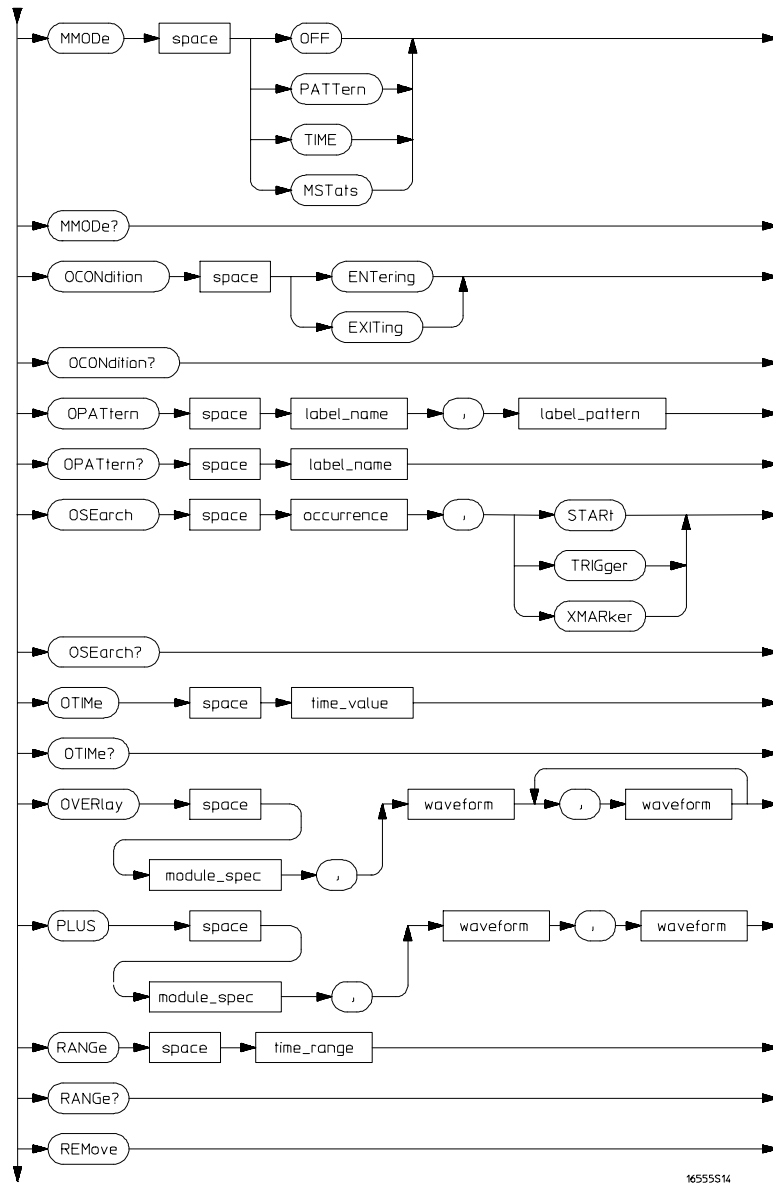 MMODe space OFF
PATTern
TIME
MSTats
MMODe?
OCONdition space ENTering
EXITing
OCONdition?
OPATtern space label_name , label_pattern
OPATtern? space label_name
OSEarch space occurrence , STARt
TRIGger
XMARker
OSEarch?
OTIMe space time_value
OTIMe?
OVERlay space waveform , waveform
module_spec ,
PLUS space waveform , waveform
module_spec ,
RANGe space time_range
RANGe?
REMove
16555S14